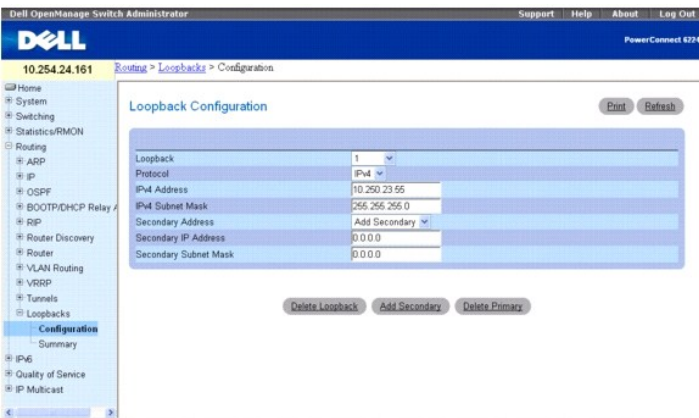 Dell OpenManage Switch Administrator
Support Help About Log Out
DELL
PowerConnect 6224
10.254.24.161
Routing > Loopbacks > Configuration
Home
System
Switching
Statistics/RMON
Routing
ARP
IP
OSPF
BOOTP/DHCP Relay
RIP
Router Discovery
Router
VLAN Routing
VRRP
Tunnels
Loopbacks
Configuration
Summary
IPv6
Quality of Service
IP Multicast
Loopback Configuration
Print Refresh
Loopback 1
Protocol IPv4
IPv4 Address 10.250.23.55
IPv4 Subnet Mask 255.255.255.0
Secondary Address Add Secondary
Secondary IP Address 0.0.0.0
Secondary Subnet Mask 0.0.0.0
Delete Loopback Add Secondary Delete Primary